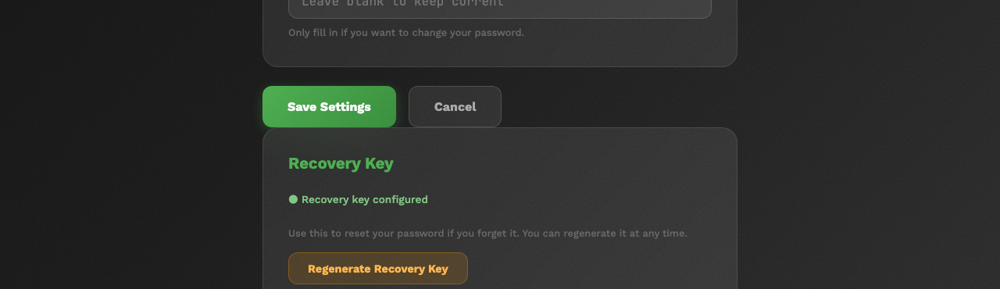 Leave blank to keep current
Only fill in if you want to change your password.
Save Settings
Cancel
Recovery Key
Recovery key configured
Use this to reset your password if you forget it. You can regenerate it at any time.
Regenerate Recovery Key